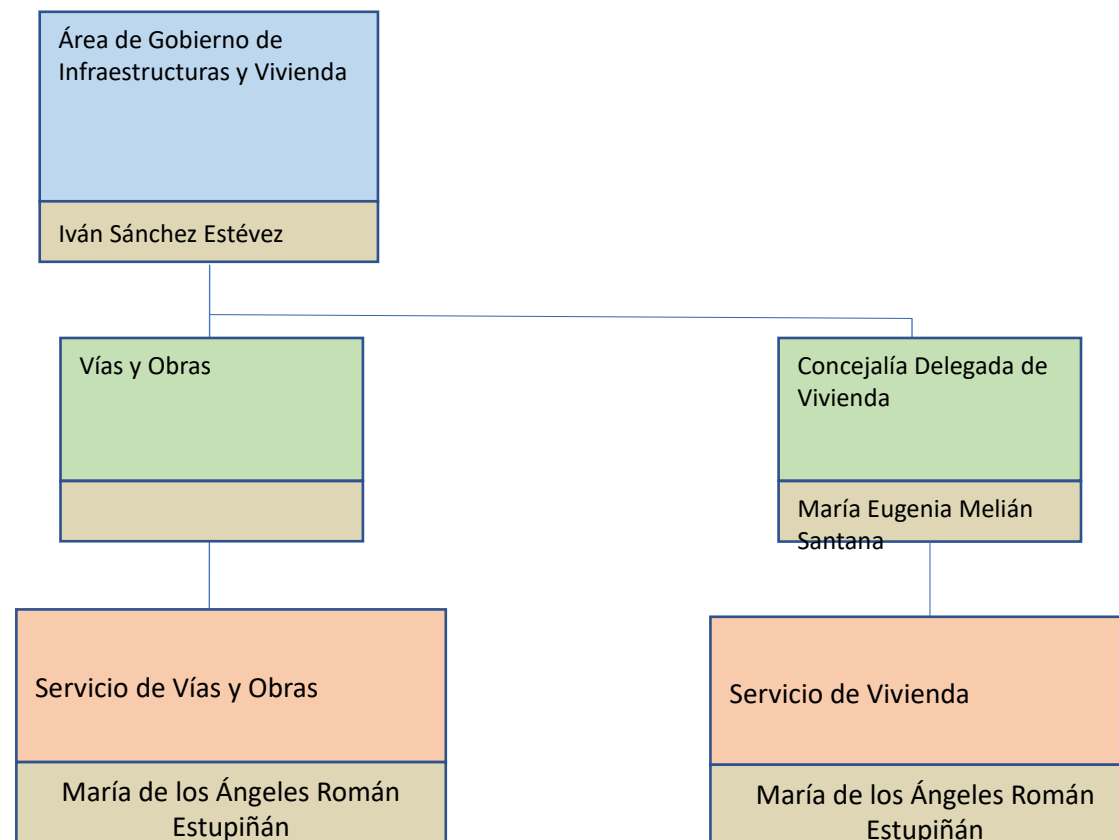 Área de Gobierno de
Infraestructuras y Vivienda
Iván Sánchez Estévez
Vías y Obras
Concejalía Delegada de
Vivienda
María Eugenia Melián
Santana
Servicio de Vías y Obras
María de los Ángeles Román
Estupiñán
Servicio de Vivienda
María de los Ángeles Román
Estupiñán